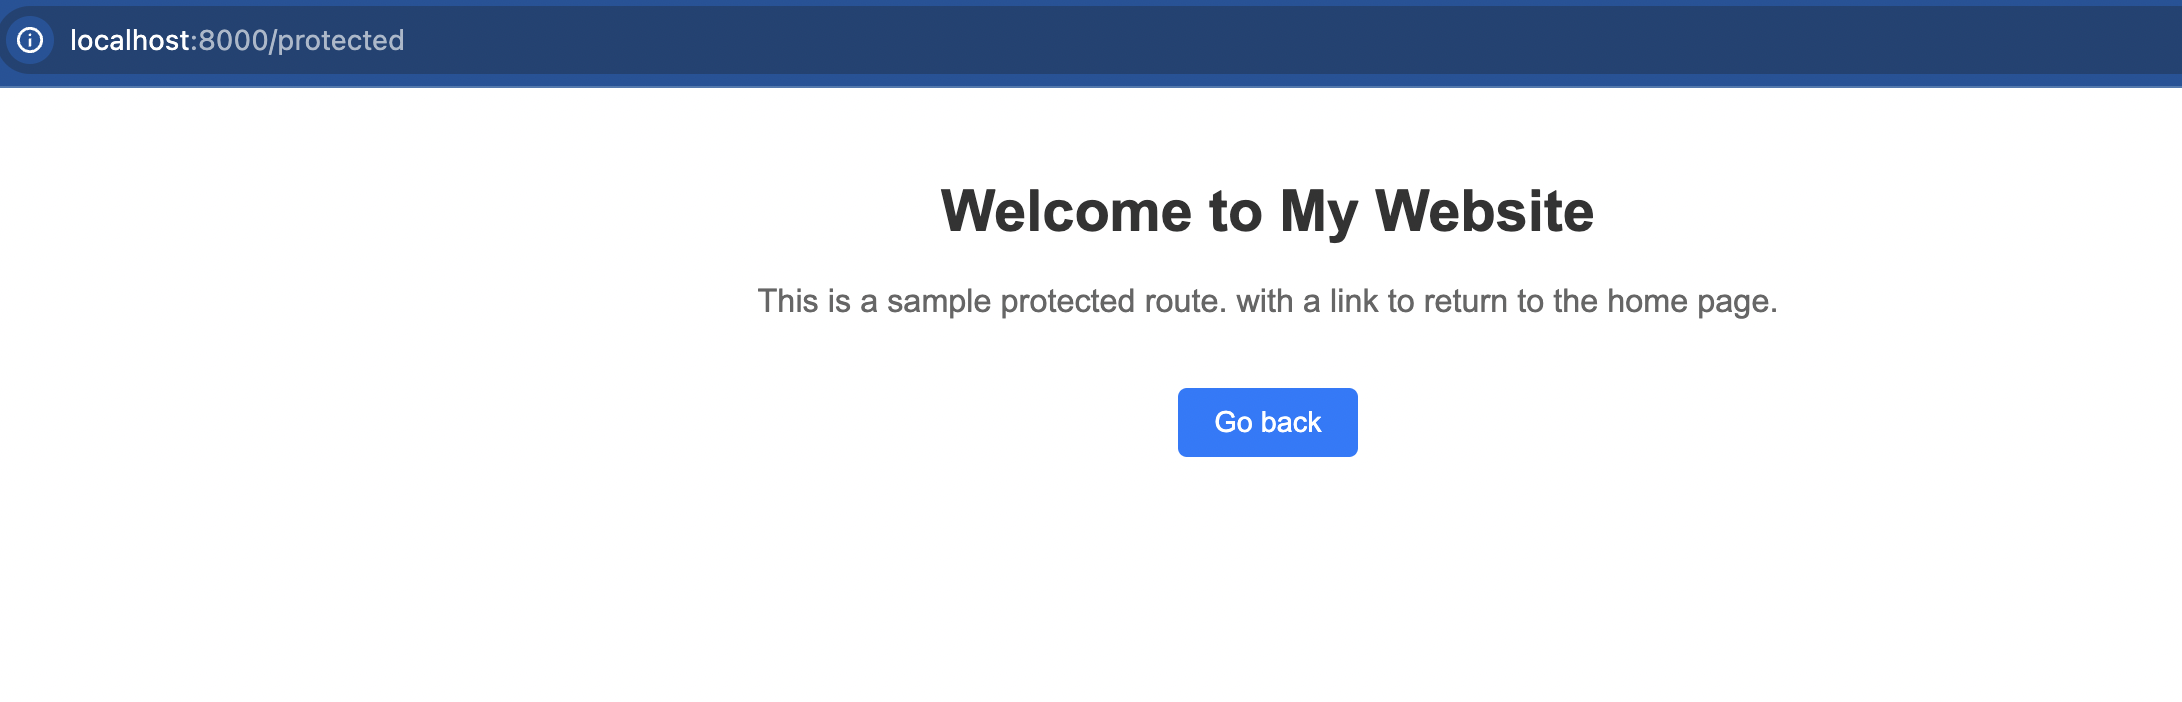 localhost:8000/protected
Welcome to My Website
This is a sample protected route. with a link to return to the home page.
Go back